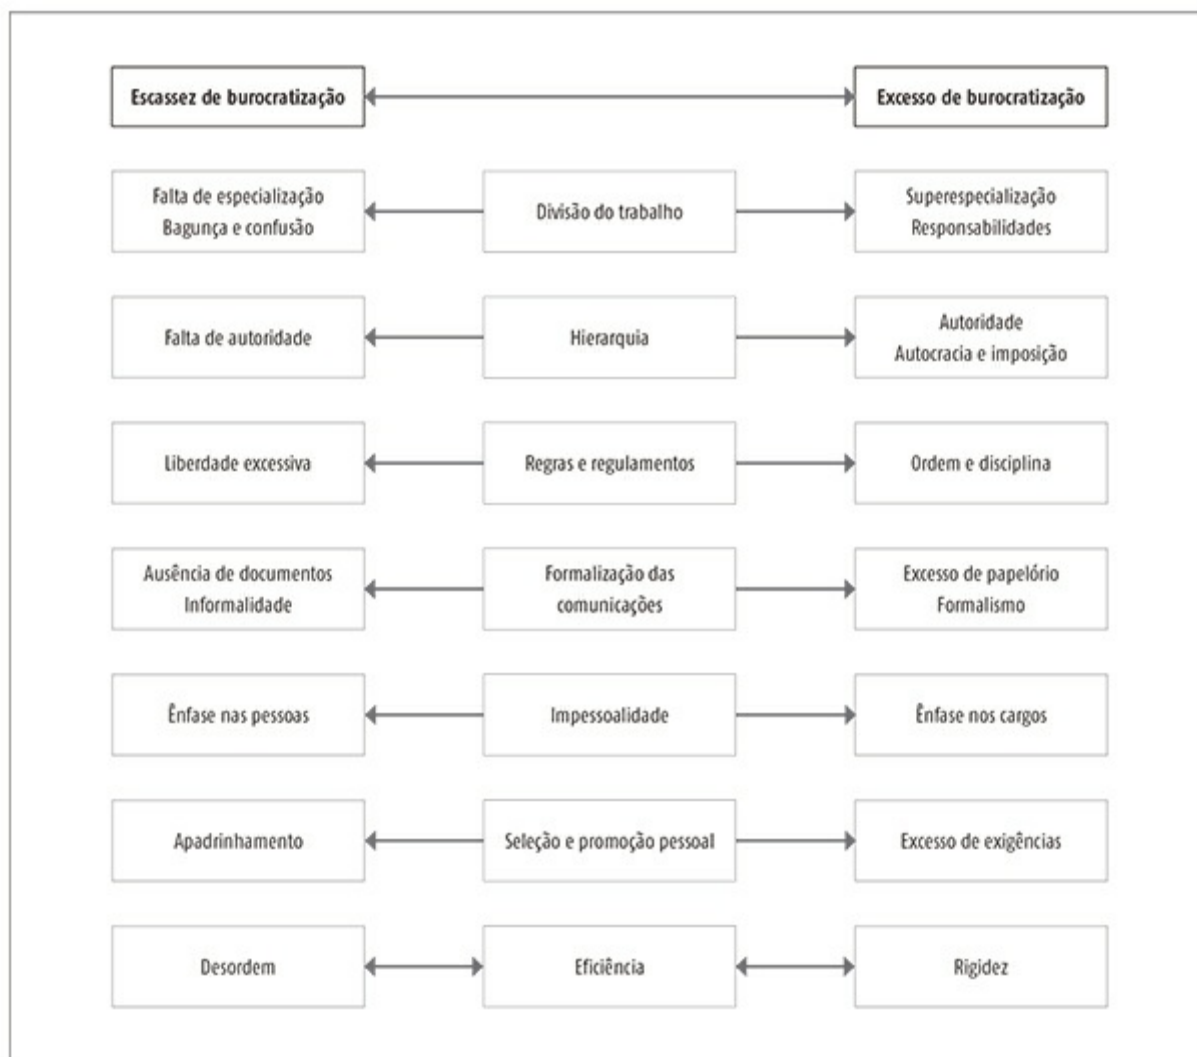 Escassez de burocratização
Excesso de burocratização
Falta de especialização
Bagunça e confusão
Divisão do trabalho
Superespecialização
Responsabilidades
Falta de autoridade
Hierarquia
Autoridade
Autocracia e imposição
Liberdade excessiva
Regras e regulamentos
Ordem e disciplina
Ausência de documentos
Informalidade
Formalização das
comunicações
Excesso de papelório
Formalismo
Ênfase nas pessoas
Impessoalidade
Ênfase nos cargos
Apadrinhamento
Seleção e promoção pessoal
Excesso de exigências
Desordem
Eficiência
Rigidez